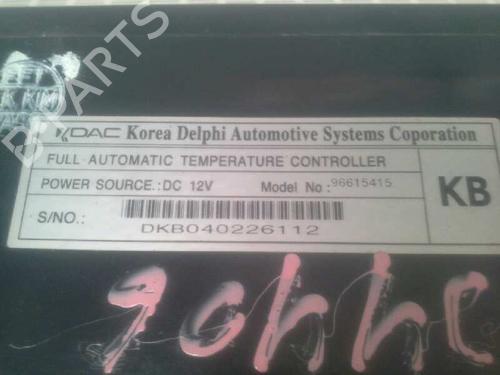 KDAC Korea Delphi Automotive Systems Coporation
FULL AUTOMATIC TEMPERATURE CONTROLLER
POWER SOURCE.:DC 12V Model No :96615415
KB
S/NO.:
DKB040226112
B-PARTS